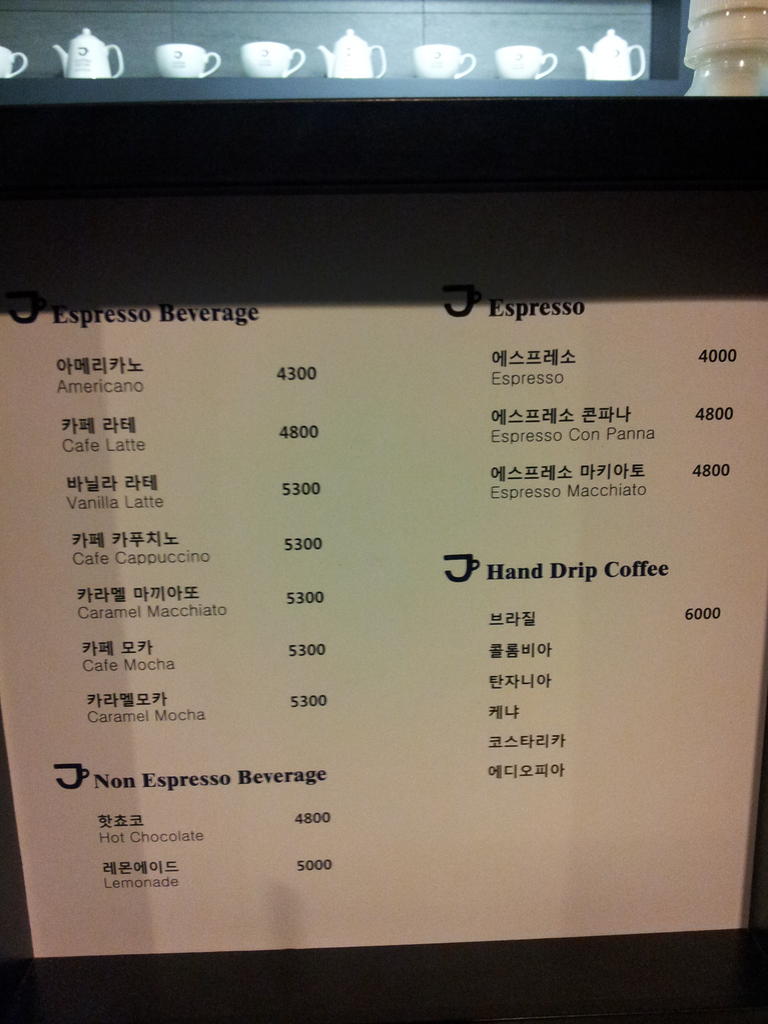 Espresso Beverage
아메리카노 4300
Americano
카페 라테 4800
Cafe Latte
바닐라 라테 5300
Vanilla Latte
카페 카푸치노 5300
Cafe Cappuccino
카라멜 마끼아또 5300
Caramel Macchiato
카페 모카 5300
Cafe Mocha
카라멜모카 5300
Caramel Mocha
Non Espresso Beverage
핫쵸코 4800
Hot Chocolate
레몬에이드 5000
Lemonade
Espresso
에스프레소 4000
Espresso
에스프레소 콘파나 4800
Espresso Con Panna
에스프레소 마키아토 4800
Espresso Macchiato
Hand Drip Coffee
브라질 6000
콜롬비아
탄자니아
케냐
코스타리카
에디오피아